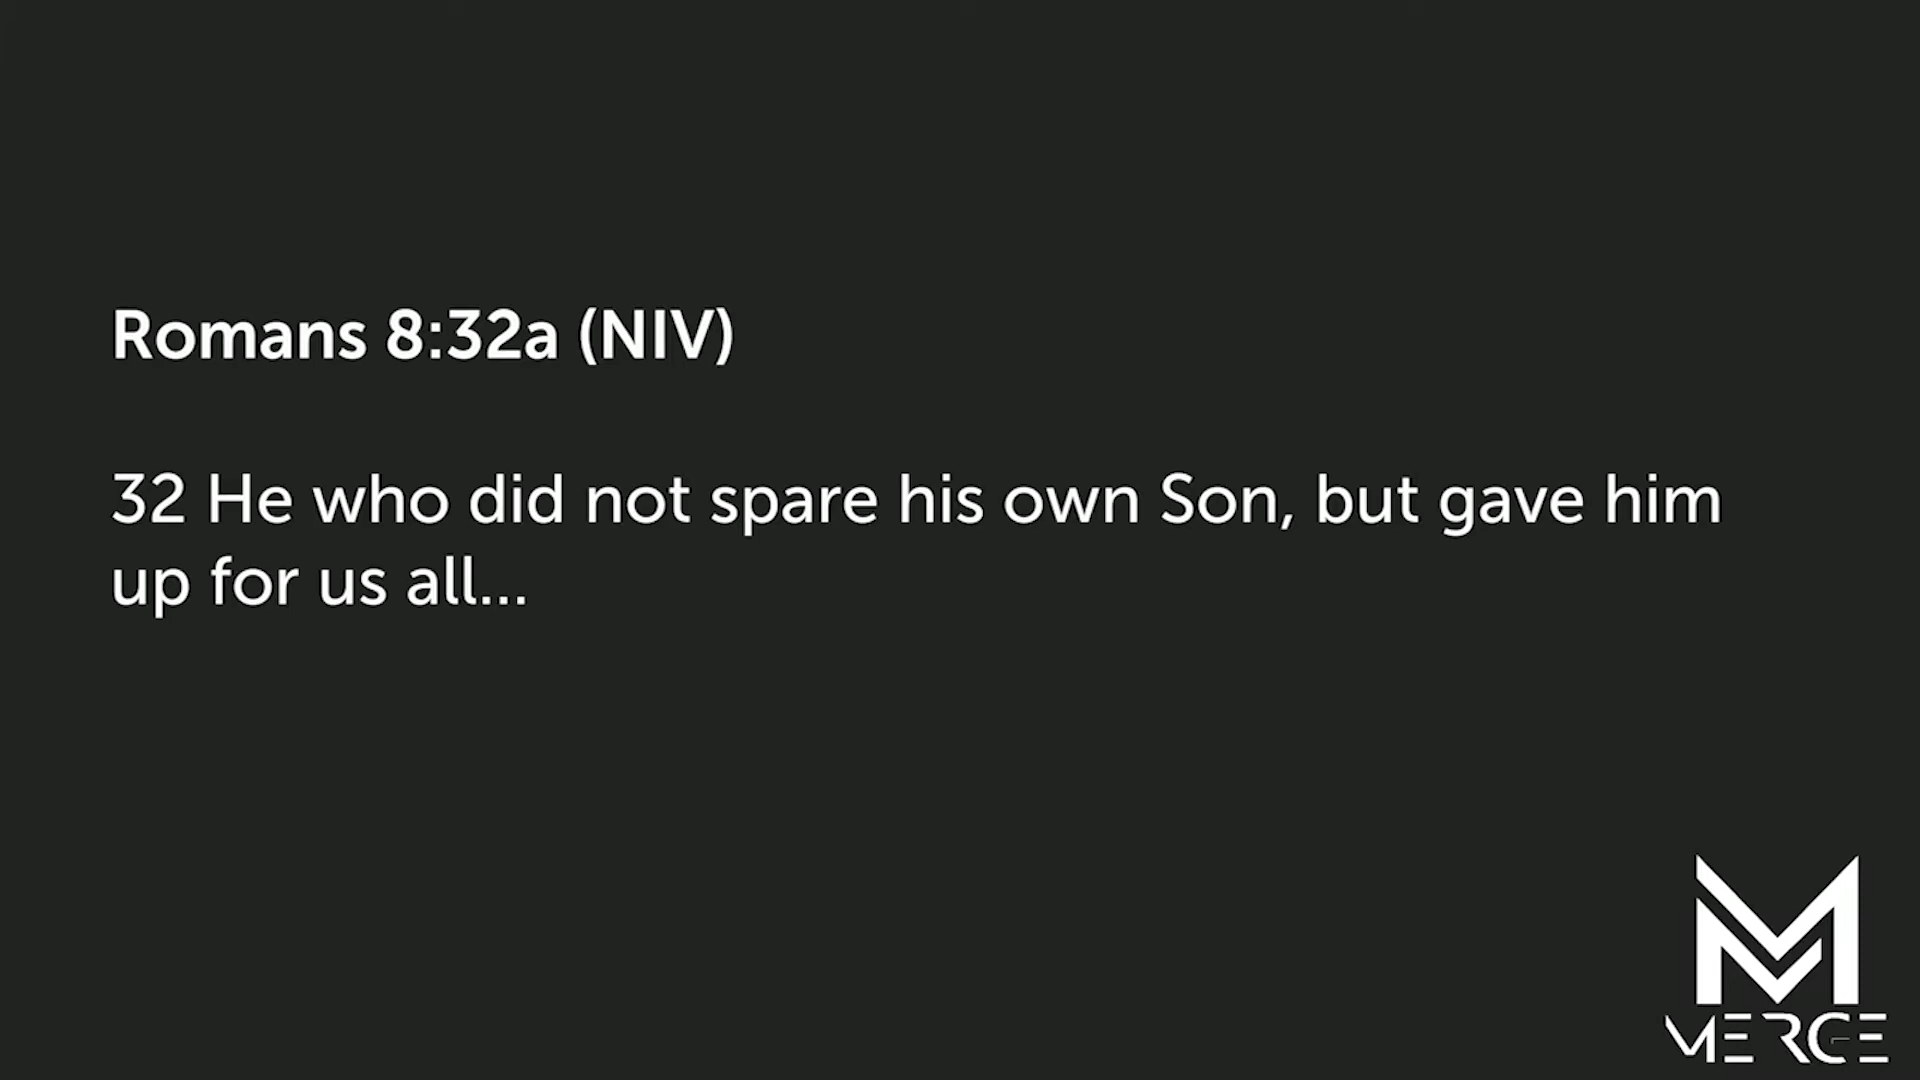 Romans 8:32a (NIV)
32 He who did not spare his own Son, but gave him
up for us all...
MERGE